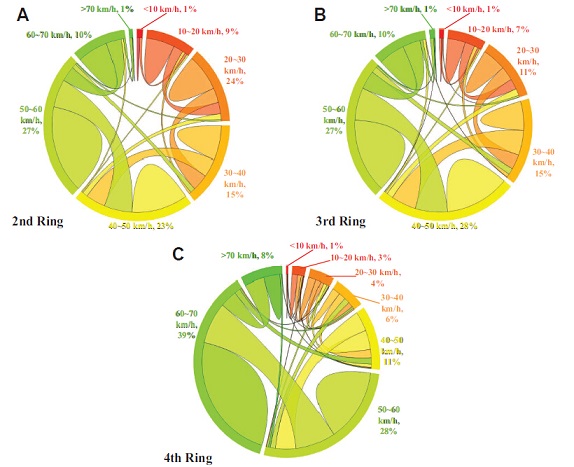 A
>70 km/h, 1%
<10 km/h, 1%
60~70 km/h, 10%
10~20 km/h, 9%
20~30
km/h,
24%
50~60
km/h,
27%
30~40
km/h,
15%
40~50 km/h, 23%
2nd Ring
B
>70 km/h, 1%
<10 km/h, 1%
60~70 km/h, 10%
10~20 km/h, 7%
20~30
km/h,
11%
50~60
km/h,
27%
30~40
km/h,
15%
40~50 km/h, 28%
3rd Ring
C
>70 km/h, 8%
<10 km/h, 1%
10~20 km/h, 3%
20~30 km/h,
4%
30~40
km/h,
6%
60~70
km/h,
39%
40~50
km/h,
11%
50~60
km/h,
28%
4th Ring